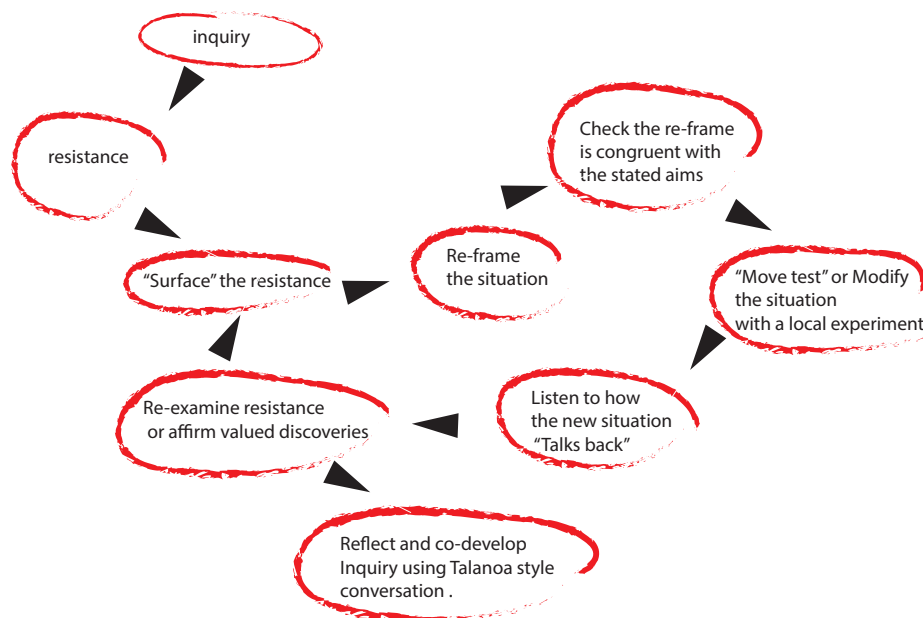 inquiry
resistance
“Surface” the resistance
Re-frame
the situation
Check the re-frame
is congruent with
the stated aims
“Move test” or Modify
the situation
with a local experiment
Listen to how
the new situation
“Talks back”
Re-examine resistance
or affirm valued discoveries
Reflect and co-develop
Inquiry using Talanoa style
conversation .